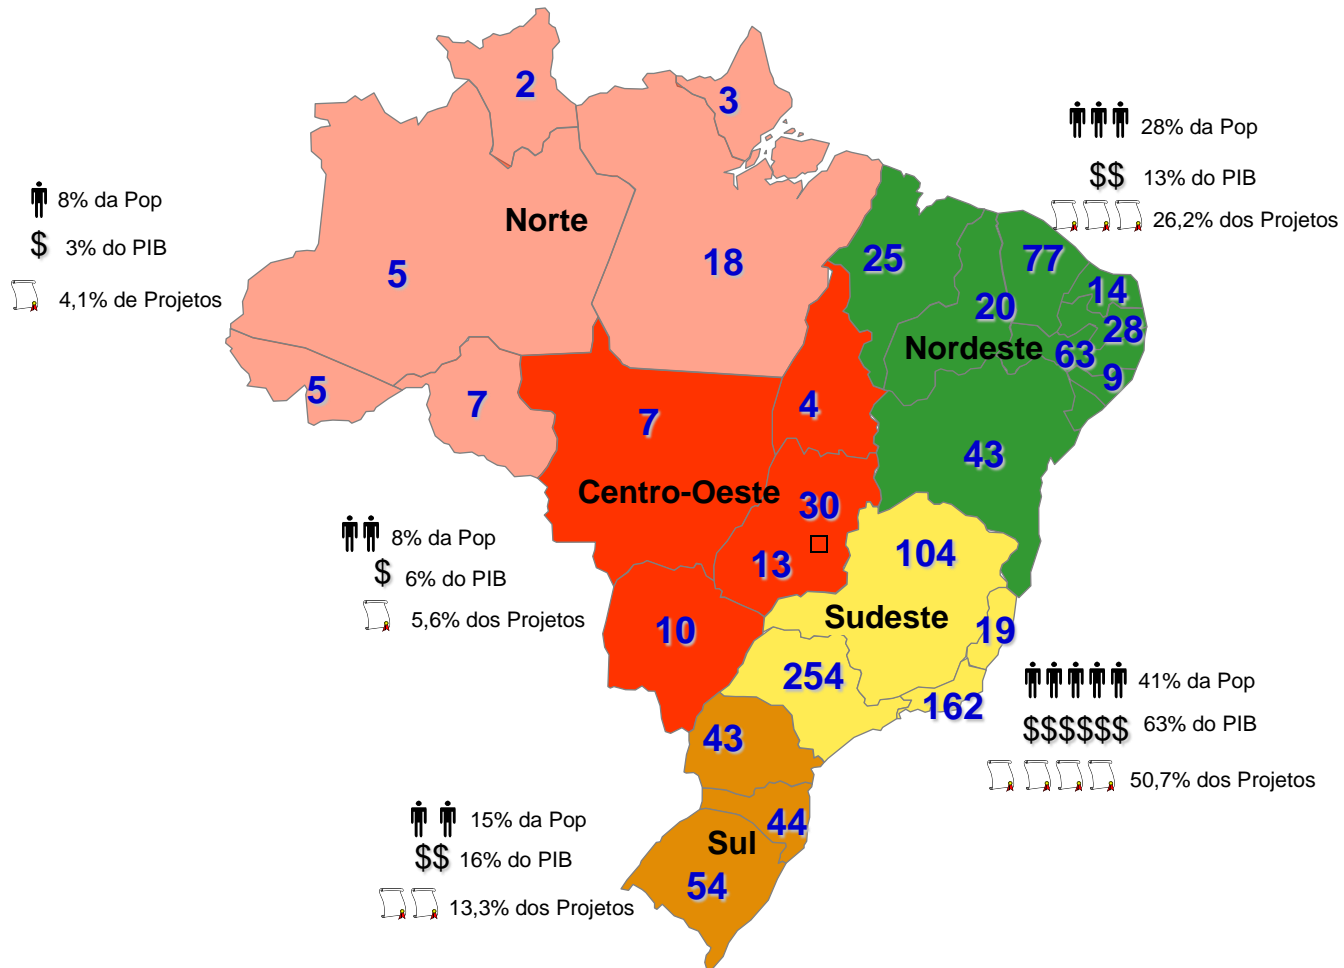 2
3
28% da Pop
$$ 13% do PIB
26,2% dos Projetos
8% da Pop
$ 3% do PIB
4,1% de Projetos
Norte
5
18
25
77
20
14
28
Nordeste
63
9
5
7
7
4
43
Centro-Oeste
30
13
10
8% da Pop
$ 6% do PIB
5,6% dos Projetos
104
Sudeste
19
254
162
41% da Pop
$$$$$$ 63% do PIB
50,7% dos Projetos
43
44
Sul
54
15% da Pop
$$ 16% do PIB
13,3% dos Projetos